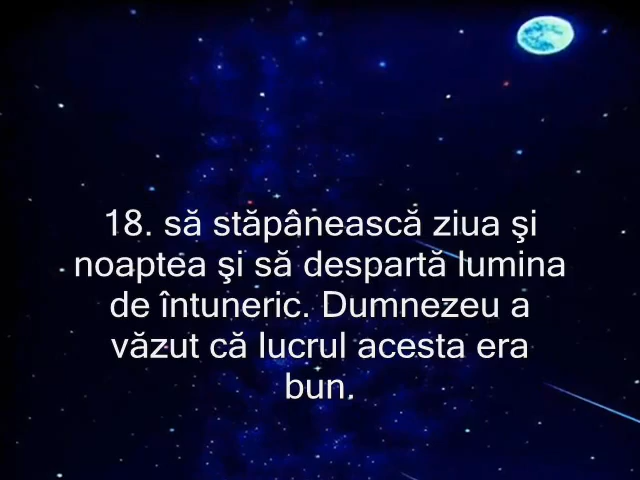 18. să stăpânească ziua şi
noaptea şi să despartă lumina
de întuneric. Dumnezeu a
văzut că lucrul acesta era
bun.